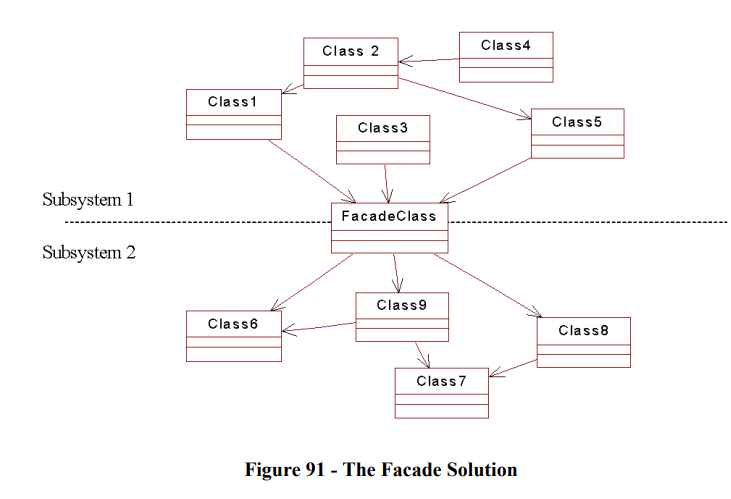 Class 2
Class4
Class1
Class3
Class5
Subsystem 1
FacadeClass
Subsystem 2
Class9
Class6
Class8
Class7
Figure 91 - The Facade Solution